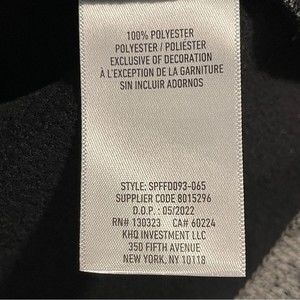 100% POLYESTER
POLYESTER / POLIÉSTER
EXCLUSIVE OF DECORATION
À L'EXCEPTION DE LA GARNITURE
SIN INCLUIR ADORNOS
STYLE: SPFFD093-065
SUPPLIER CODE 8015296
D.O.P.: 05/2022
RN# 130323 CA# 60224
KHQ INVESTMENT LLC
350 FIFTH AVENUE
NEW YORK, NY 10118